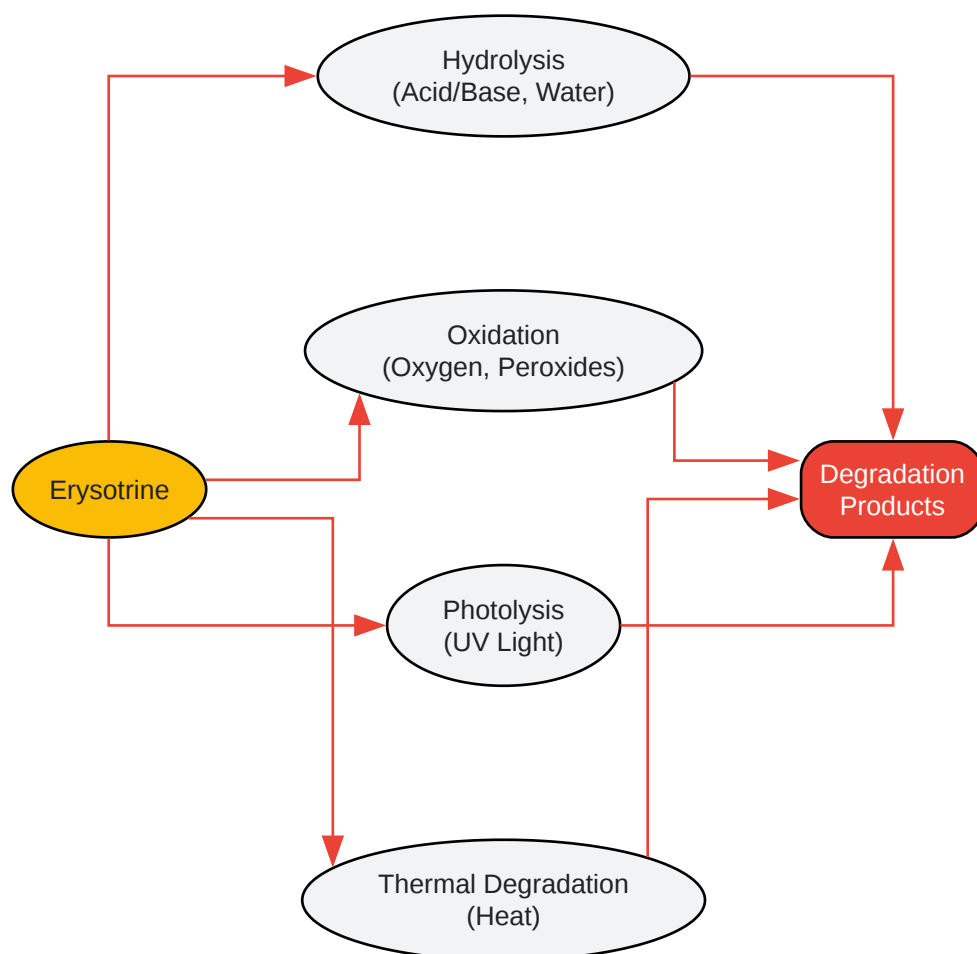 Hydrolysis
(Acid/Base, Water)
Oxidation
(Oxygen, Peroxides)
Erysotrine
Degradation
Products
Photolysis
(UV Light)
Thermal Degradation
(Heat)